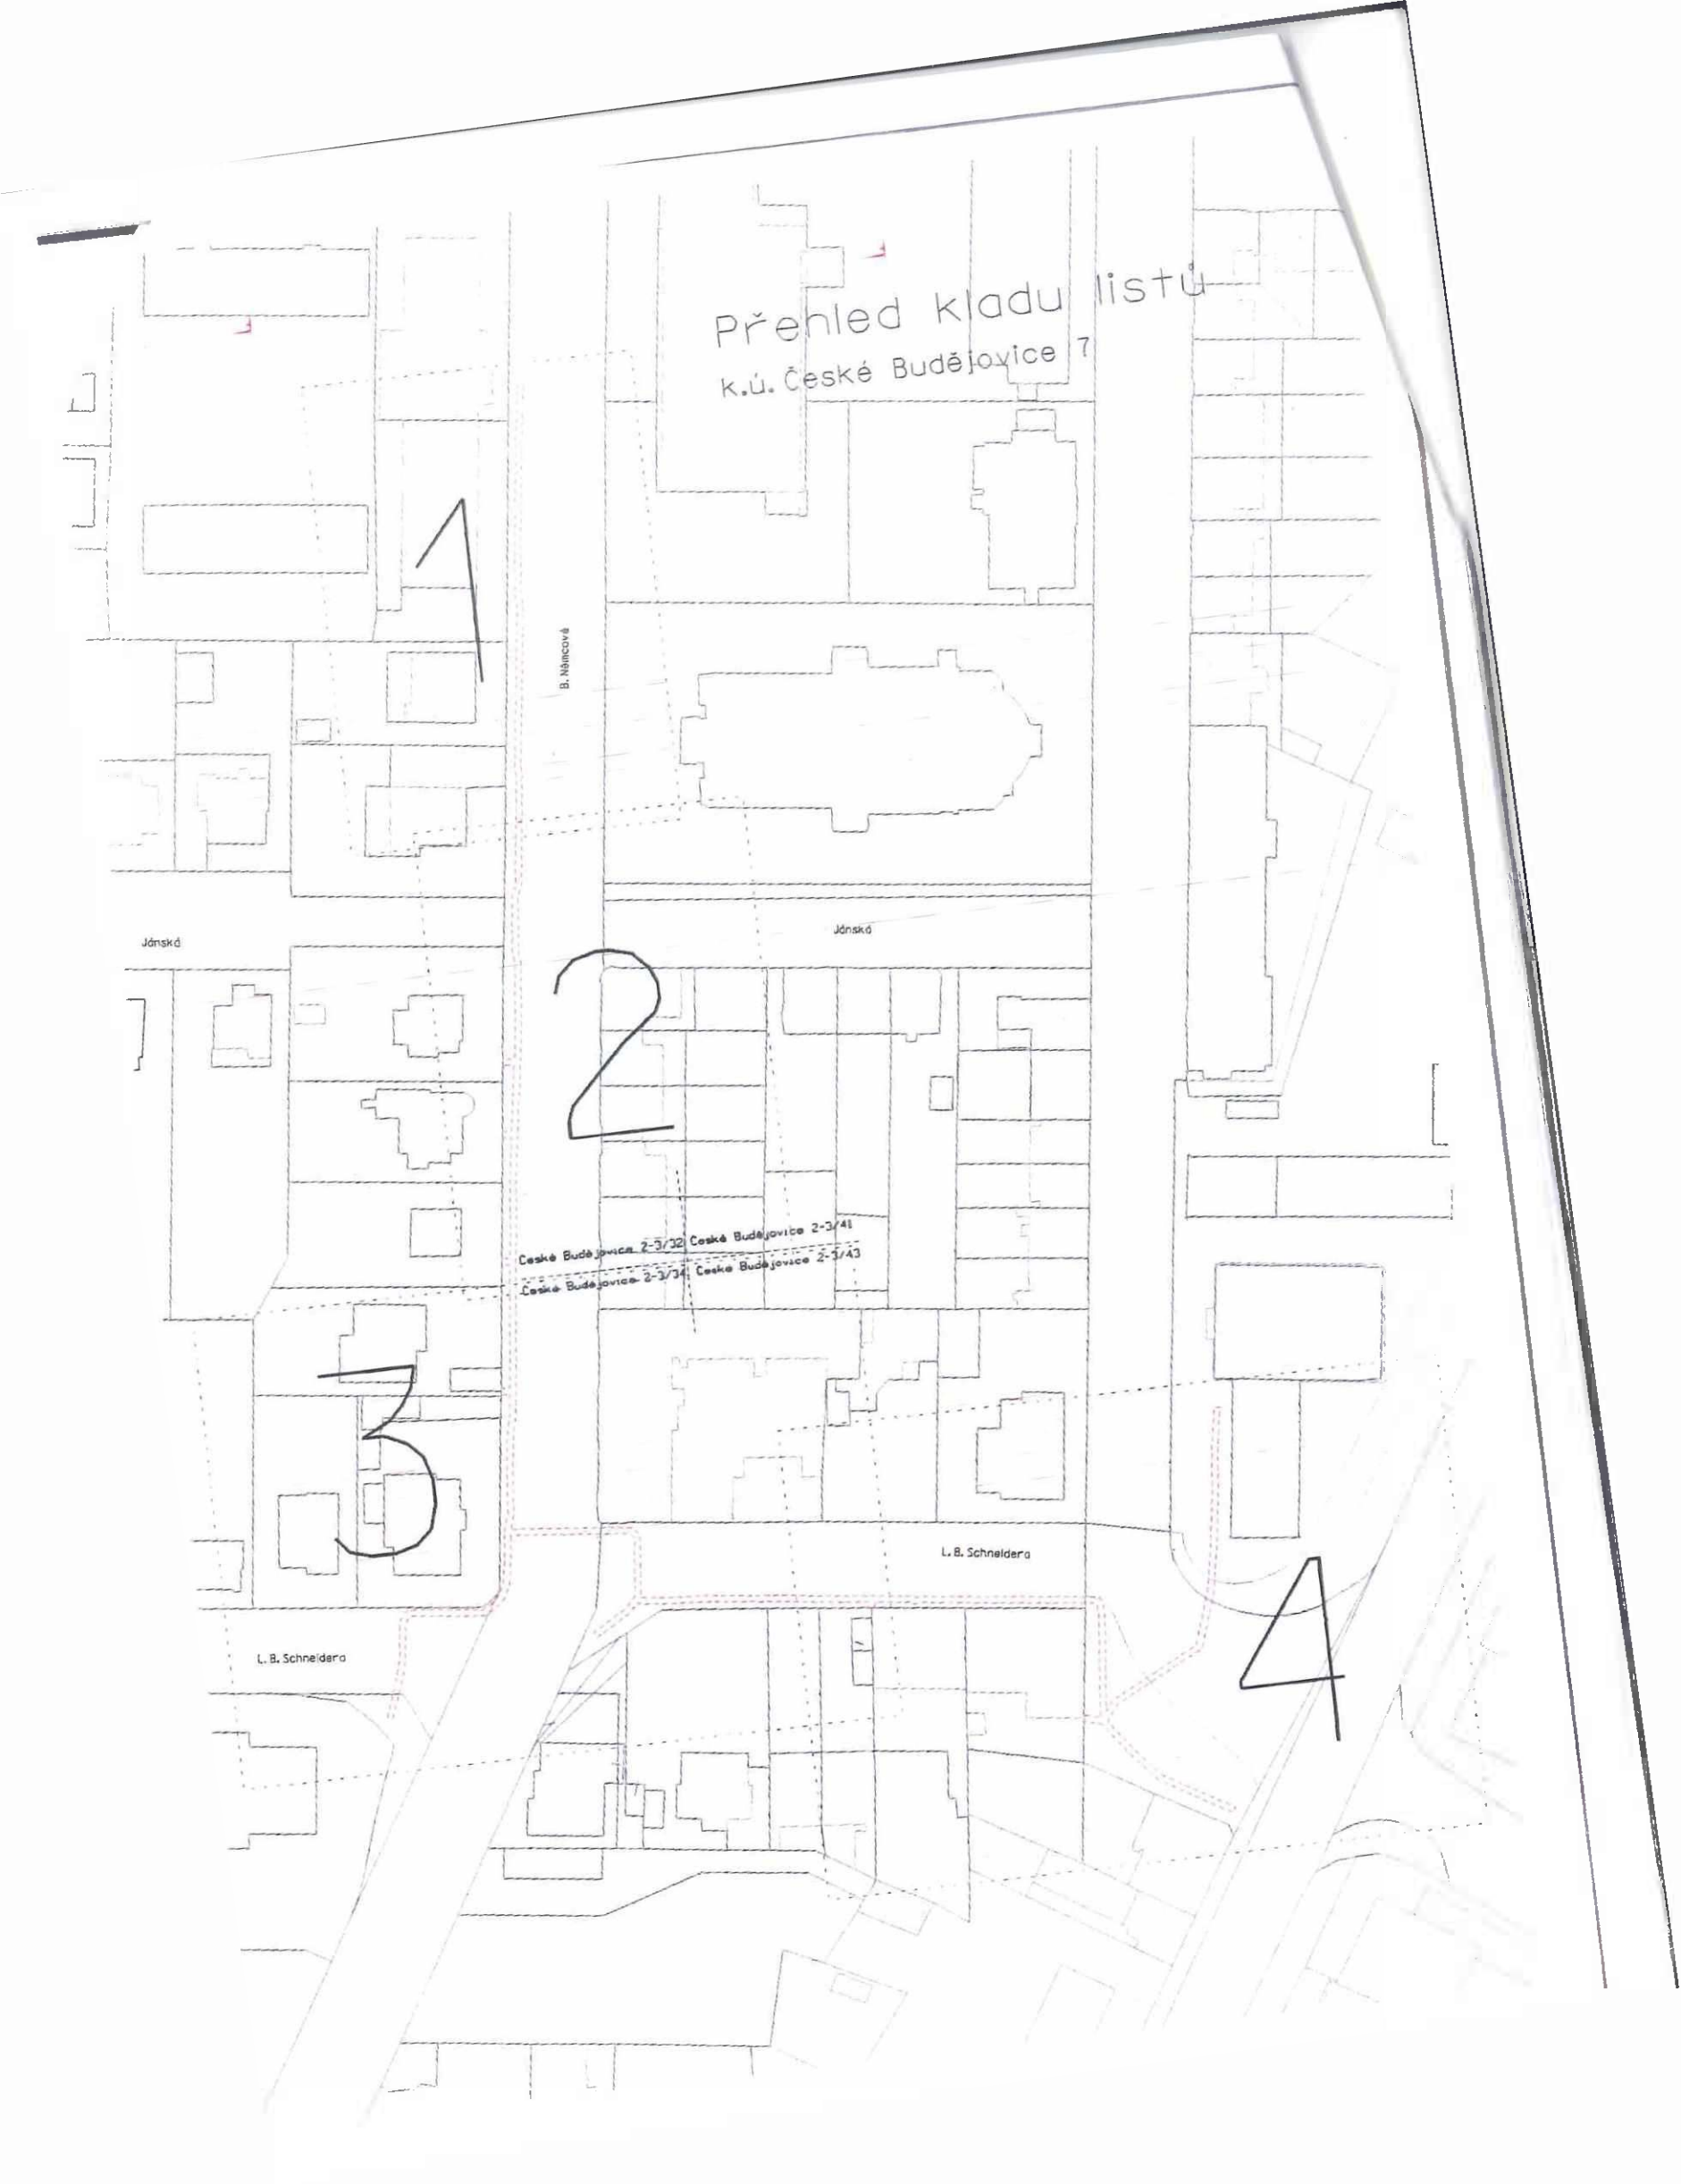 Přehled kladu listů
k.ú. České Budějovice 7
1
B. Němcové
Jánská
Jánská
2
České Budějovice 2-3/32 České Budějovice 2-3/41
České Budějovice 2-3/34 České Budějovice 2-3/43
3
L. B. Schneidera
4
L. B. Schneidera